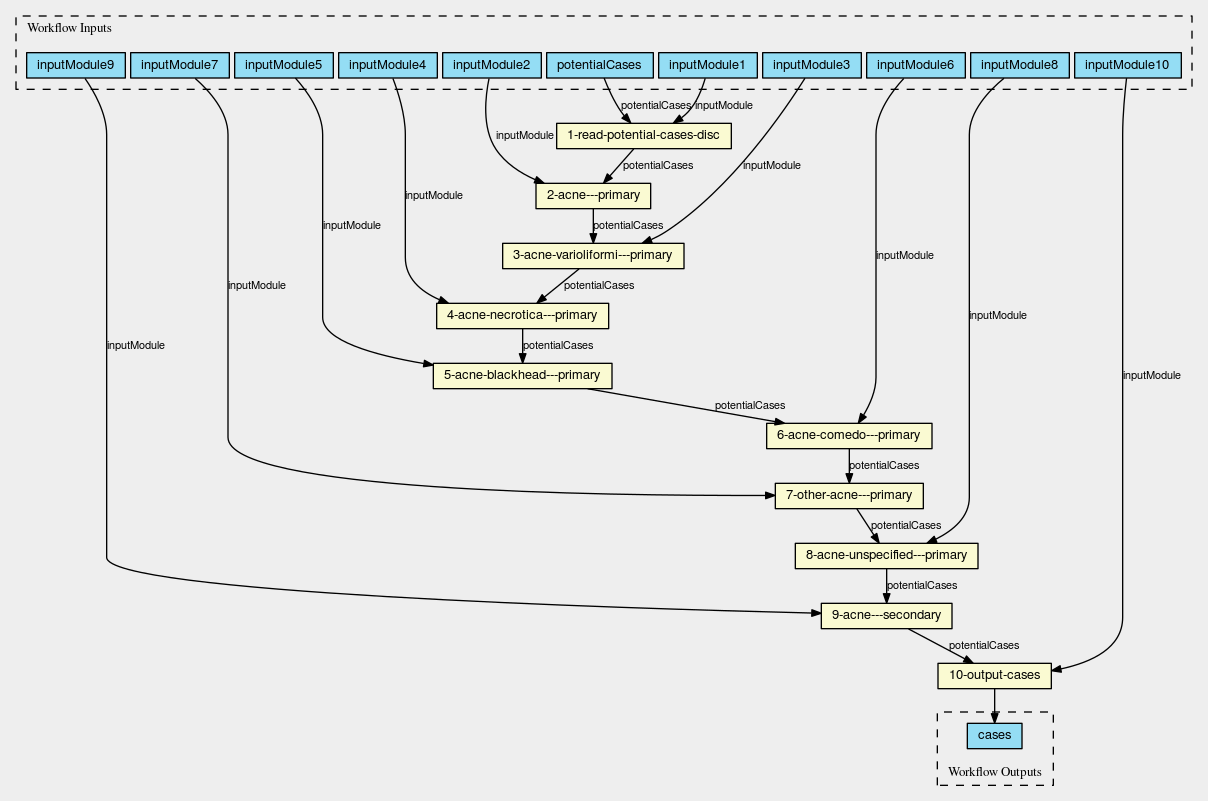 Workflow Inputs
inputModule9 inputModule7 inputModule5 inputModule4 inputModule2 potentialCases inputModule1 inputModule3 inputModule6 inputModule8 inputModule10
potentialCases inputModule
inputModule 1-read-potential-cases-disc
potentialCases inputModule
inputModule 2-acne---primary
inputModule potentialCases
3-acne-varioliformi---primary inputModule
inputModule potentialCases
4-acne-necrotica---primary inputModule
inputModule potentialCases
5-acne-blackhead---primary inputModule
potentialCases
6-acne-comedo---primary
potentialCases
7-other-acne---primary
potentialCases
8-acne-unspecified---primary
potentialCases
9-acne---secondary
potentialCases
10-output-cases
cases
Workflow Outputs